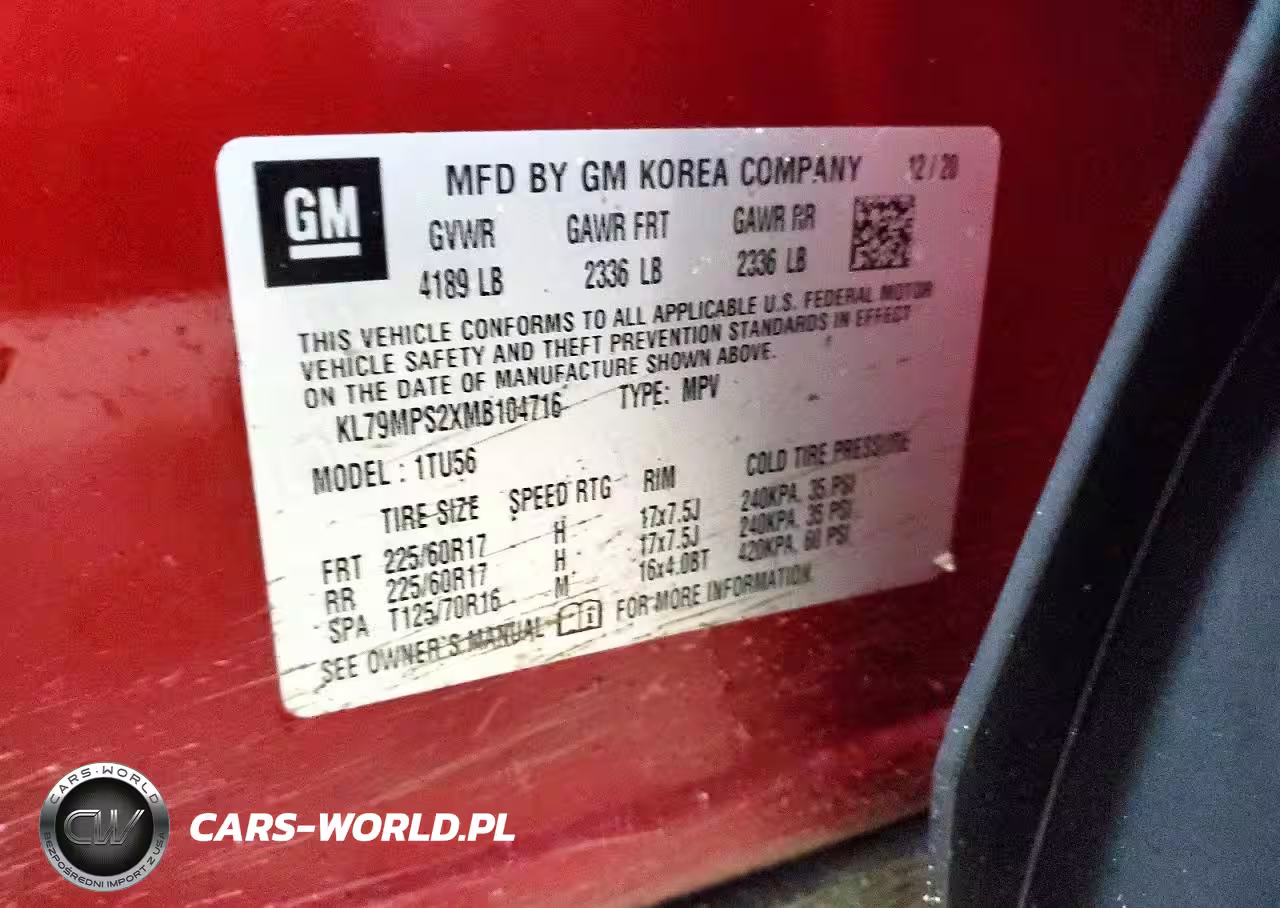 GM
MFD BY GM KOREA COMPANY 12/20
GVWR GAWR FRT GAWR RR
4189 LB 2336 LB 2336 LB
THIS VEHICLE CONFORMS TO ALL APPLICABLE U.S. FEDERAL MOTOR
VEHICLE SAFETY AND THEFT PREVENTION STANDARDS IN EFFECT
ON THE DATE OF MANUFACTURE SHOWN ABOVE.
KL79MPS2XMB104716 TYPE: MPV
MODEL : 1TU56
TIRE SIZE SPEED RTG RIM COLD TIRE PRESSURE
FRT 225/60R17 H 17x7.5J 240KPA, 35 PSI
RR 225/60R17 H 17x7.5J 240KPA, 35 PSI
SPA T125/70R16 M 16x4.0BT 420KPA, 60 PSI
SEE OWNER'S MANUAL FOR MORE INFORMATION.
CARS-WORLD
CW
BEZPOŚREDNI IMPORT Z USA
CARS-WORLD.PL